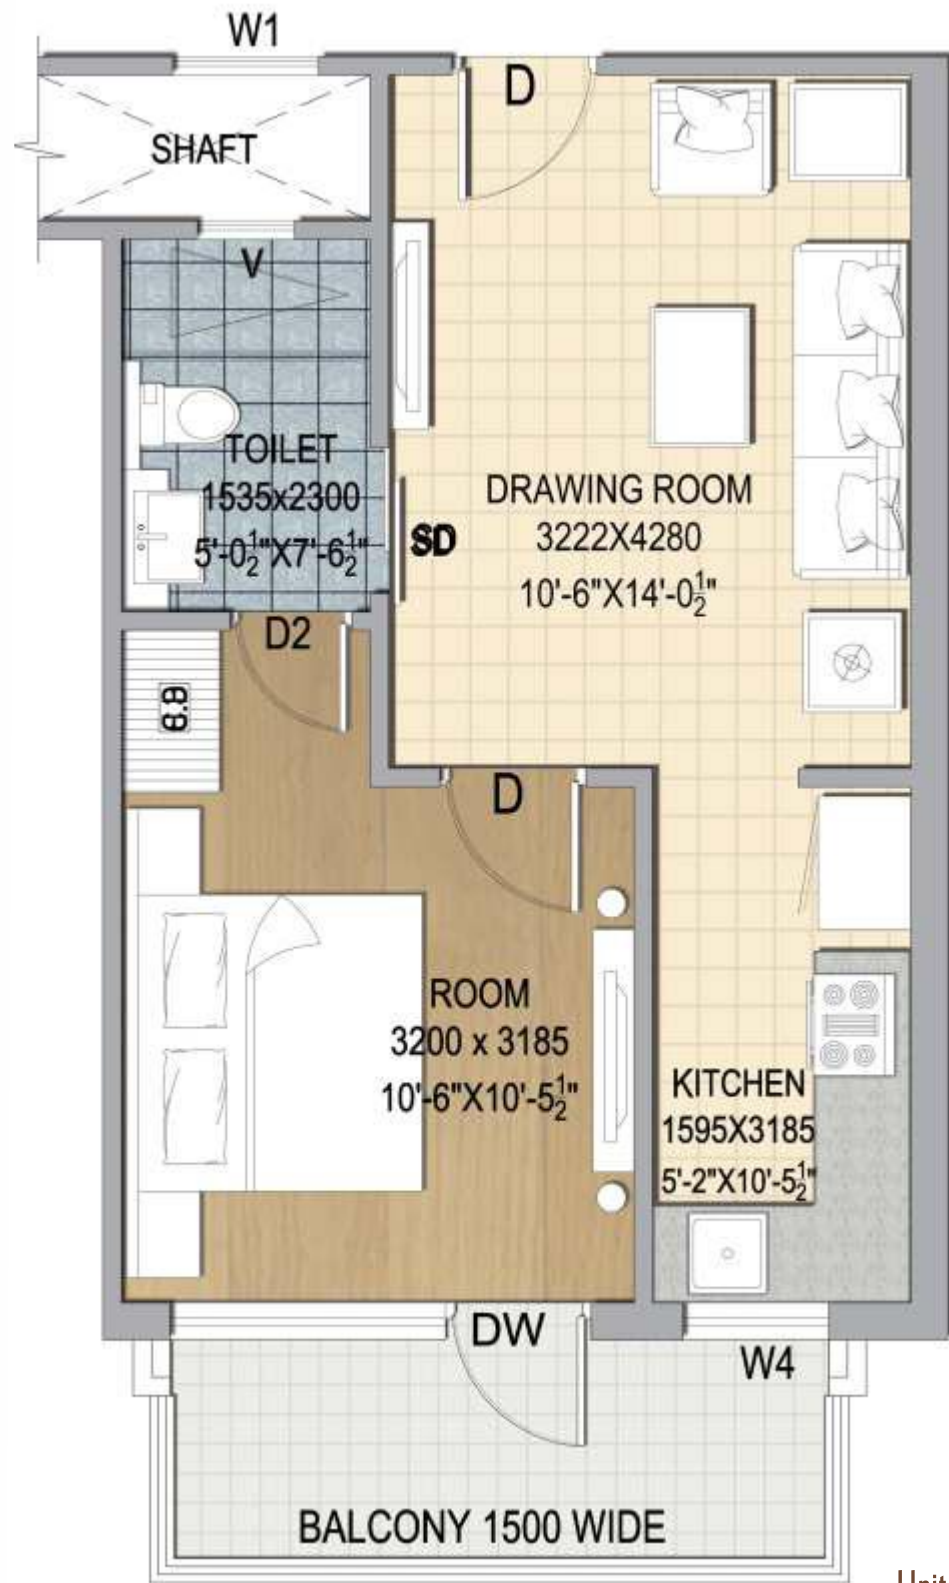 W1
D
SHAFT
V
TOILET
1535x2300
5'-0½"X7'-6½"
DRAWING ROOM
3222X4280
10'-6"X14'-0½"
SD
D2
D
ROOM
3200 x 3185
10'-6"X10'-5½"
KITCHEN
1595X3185
5'-2"X10'-5½"
DW
W4
BALCONY 1500 WIDE
Unit